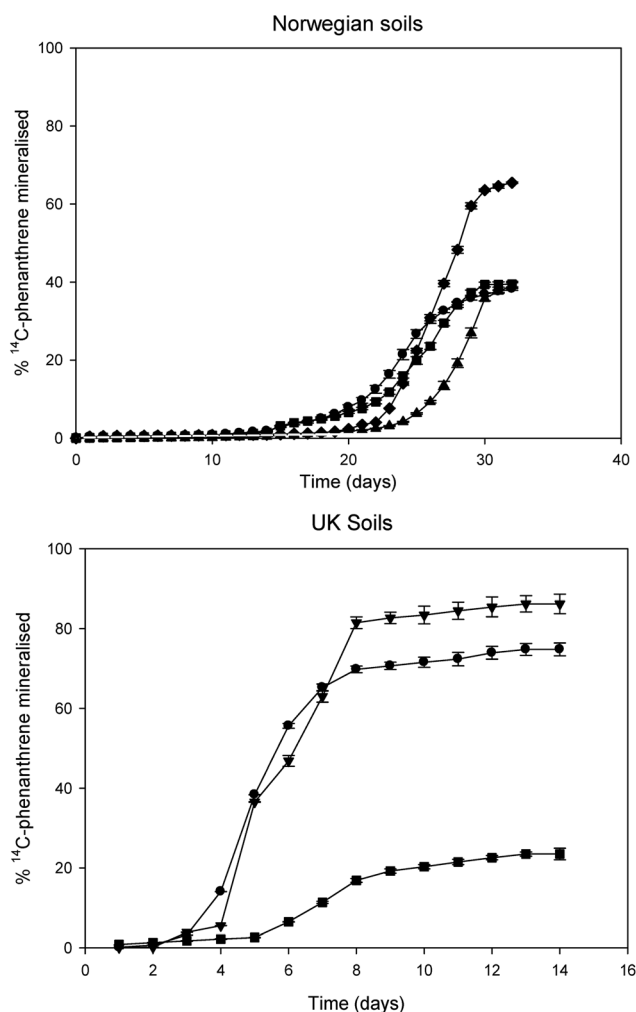 Norwegian soils
100
80
60
40
20
0
% ¹⁴C-phenanthrene mineralised
0 10 20 30 40
Time (days)
UK Soils
100
80
60
40
20
0
% ¹⁴C-phenanthrene mineralised
0 2 4 6 8 10 12 14 16
Time (days)